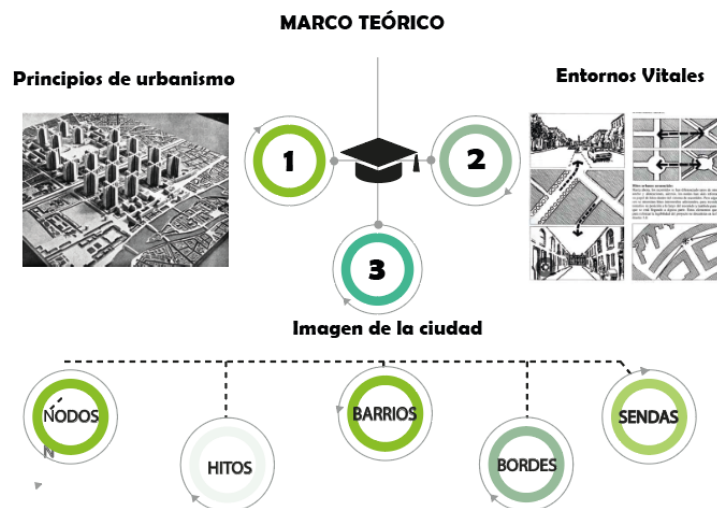 MARCO TEÓRICO
Principios de urbanismo
Entornos Vitales
1
2
3
Imagen de la ciudad
NODOS
HITOS
BARRIOS
BORDES
SENDAS
N